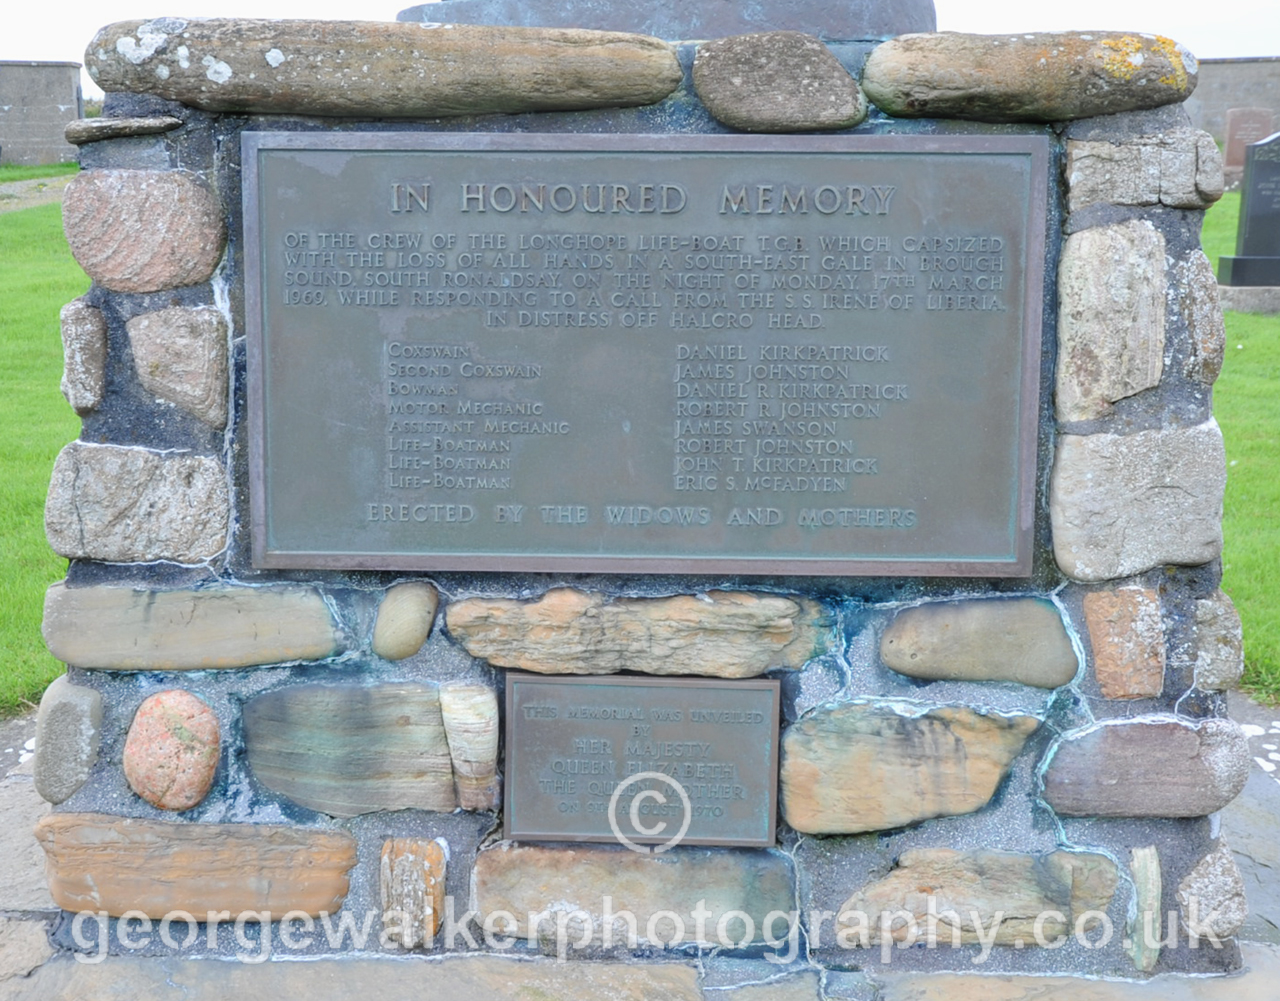 IN HONOURED MEMORY
OF THE CREW OF THE LONGHOPE LIFE-BOAT T.G.B. WHICH CAPSIZED
WITH THE LOSS OF ALL HANDS IN A SOUTH-EAST GALE IN BROUGH
SOUND, SOUTH RONALDSAY, ON THE NIGHT OF MONDAY, 17TH MARCH
1969, WHILE RESPONDING TO A CALL FROM THE S.S. IRENE OF LIBERIA,
IN DISTRESS OFF HALCRO HEAD.
COXSWAIN DANIEL KIRKPATRICK
SECOND COXSWAIN JAMES JOHNSTON
BOWMAN DANIEL R. KIRKPATRICK
MOTOR MECHANIC ROBERT R. JOHNSTON
ASSISTANT MECHANIC JAMES SWANSON
LIFE-BOATMAN ROBERT JOHNSTON
LIFE-BOATMAN JOHN T. KIRKPATRICK
LIFE-BOATMAN ERIC S. McFADYEN
ERECTED BY THE WIDOWS AND MOTHERS
THIS MEMORIAL WAS UNVEILED
BY
HER MAJESTY
QUEEN ELIZABETH
THE QUEEN MOTHER
ON AUGUST 1970
©
georgewalkerphotography.co.uk